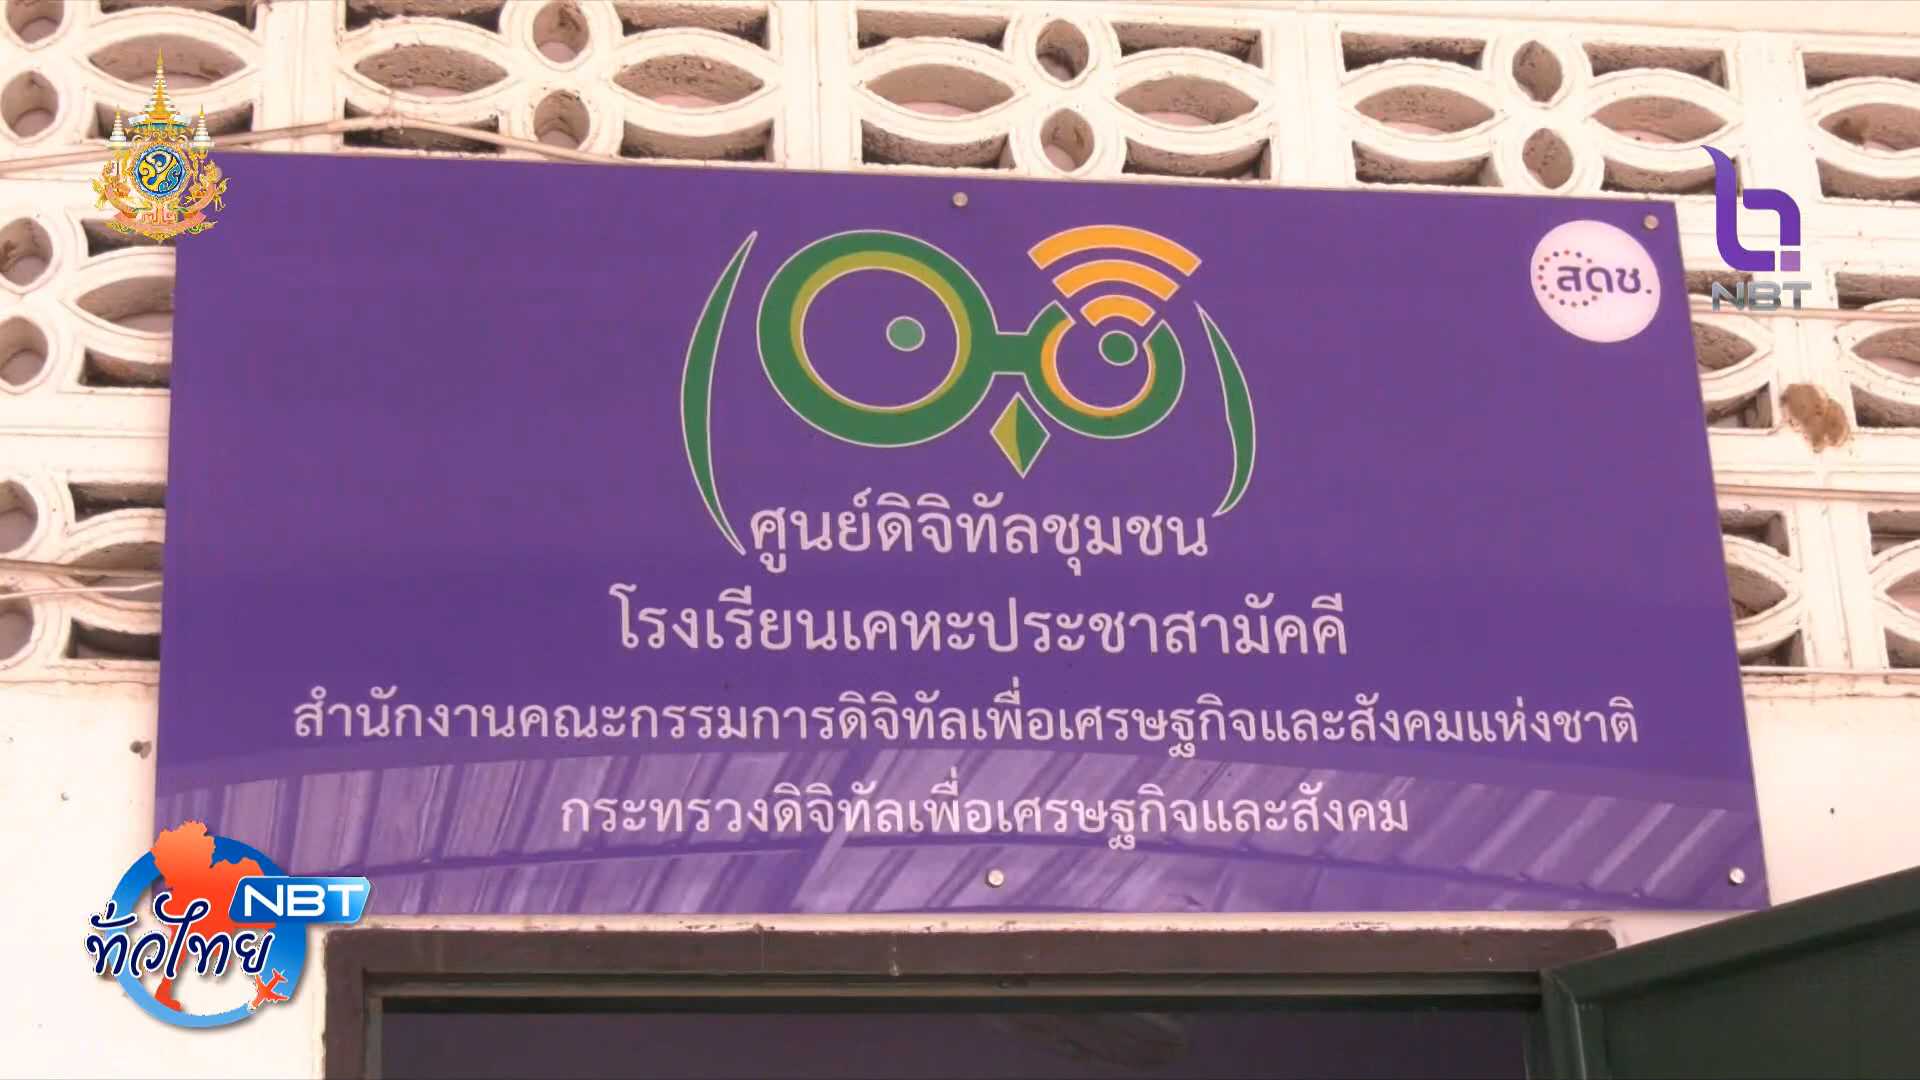 สดช.
NBT
ศูนย์ดิจิทัลชุมชน
โรงเรียนเคหะประชาสามัคคี
สำนักงานคณะกรรมการดิจิทัลเพื่อเศรษฐกิจและสังคมแห่งชาติ
กระทรวงดิจิทัลเพื่อเศรษฐกิจและสังคม
NBT
ทั่วไทย